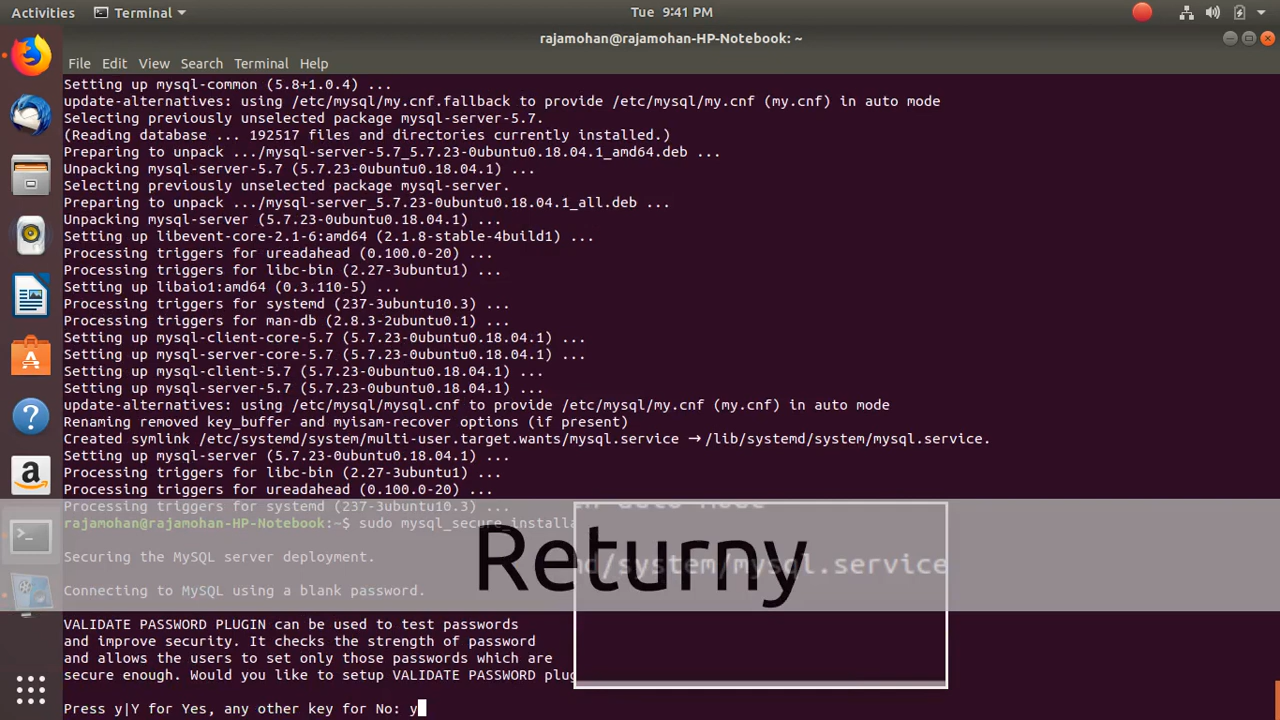 Activities Terminal Tue 9:41 PM
rajamohan@rajamohan-HP-Notebook: ~
File Edit View Search Terminal Help
Setting up mysql-common (5.8+1.0.4) ...
update-alternatives: using /etc/mysql/my.cnf.fallback to provide /etc/mysql/my.cnf (my.cnf) in auto mode
Selecting previously unselected package mysql-server-5.7.
(Reading database ... 192517 files and directories currently installed.)
Preparing to unpack .../mysql-server-5.7_5.7.23-0ubuntu0.18.04.1_amd64.deb ...
Unpacking mysql-server-5.7 (5.7.23-0ubuntu0.18.04.1) ...
Selecting previously unselected package mysql-server.
Preparing to unpack .../mysql-server_5.7.23-0ubuntu0.18.04.1_all.deb ...
Unpacking mysql-server (5.7.23-0ubuntu0.18.04.1) ...
Setting up libevent-core-2.1-6:amd64 (2.1.8-stable-4build1) ...
Processing triggers for ureadahead (0.100.0-20) ...
Processing triggers for libc-bin (2.27-3ubuntu1) ...
Setting up libaio1:amd64 (0.3.110-5) ...
Processing triggers for systemd (237-3ubuntu10.3) ...
Processing triggers for man-db (2.8.3-2ubuntu0.1) ...
Setting up mysql-client-core-5.7 (5.7.23-0ubuntu0.18.04.1) ...
Setting up mysql-server-core-5.7 (5.7.23-0ubuntu0.18.04.1) ...
Setting up mysql-client-5.7 (5.7.23-0ubuntu0.18.04.1) ...
Setting up mysql-server-5.7 (5.7.23-0ubuntu0.18.04.1) ...
update-alternatives: using /etc/mysql/mysql.cnf to provide /etc/mysql/my.cnf (my.cnf) in auto mode
Renaming removed key_buffer and myisam-recover options (if present)
Created symlink /etc/systemd/system/multi-user.target.wants/mysql.service → /lib/systemd/system/mysql.service.
Setting up mysql-server (5.7.23-0ubuntu0.18.04.1) ...
Processing triggers for libc-bin (2.27-3ubuntu1) ...
Processing triggers for ureadahead (0.100.0-20) ...
Processing triggers for systemd (237-3ubuntu10.3) ...
rajamohan@rajamohan-HP-Notebook:~$ sudo mysql_secure_installa
Securing the MySQL server deployment.
Returny
d/system/mysql.service
Connecting to MySQL using a blank password.
VALIDATE PASSWORD PLUGIN can be used to test passwords
and improve security. It checks the strength of password
and allows the users to set only those passwords which are
secure enough. Would you like to setup VALIDATE PASSWORD plug
Press y|Y for Yes, any other key for No: y